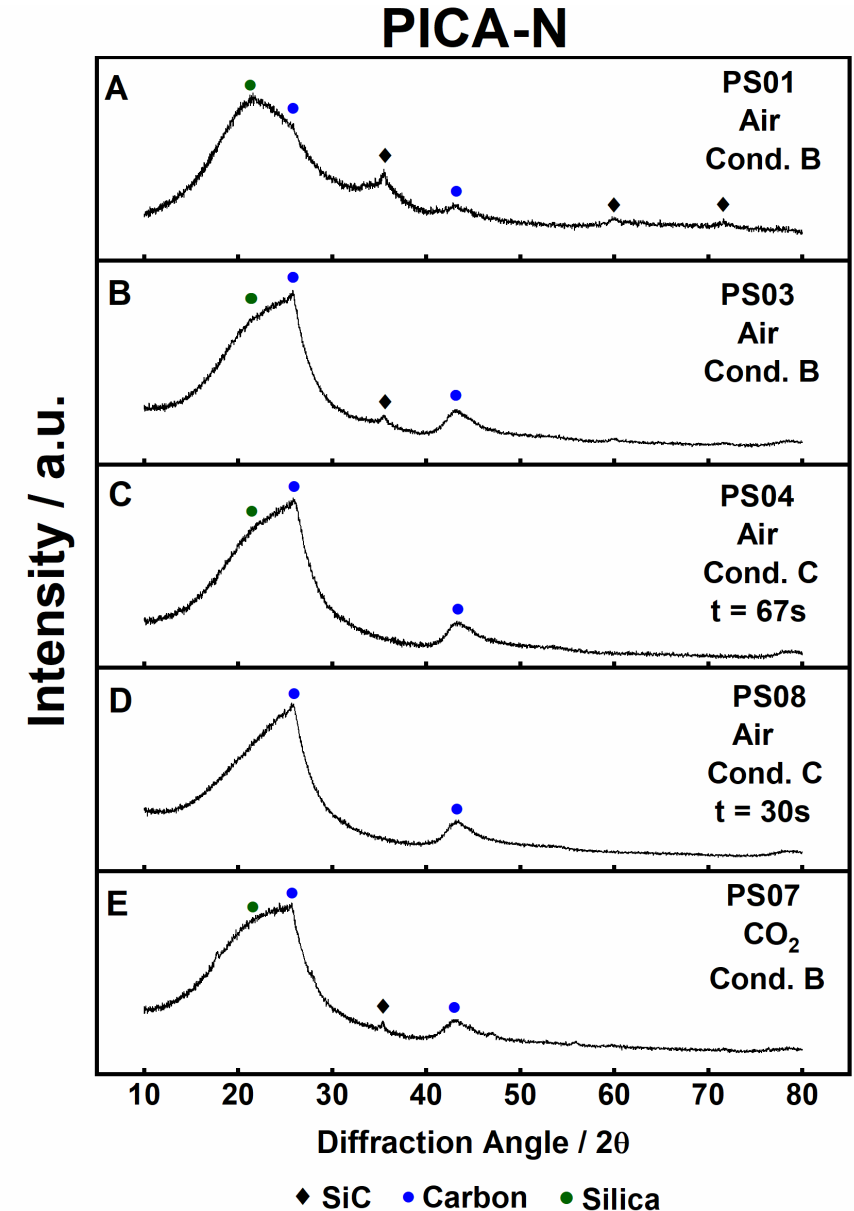 PICA-N
A
PS01
Air
Cond. B
B
PS03
Air
Cond. B
C
PS04
Air
Cond. C
t = 67s
D
PS08
Air
Cond. C
t = 30s
E
PS07
CO₂
Cond. B
Intensity / a.u.
10 20 30 40 50 60 70 80
Diffraction Angle / 2θ
SiC Carbon Silica